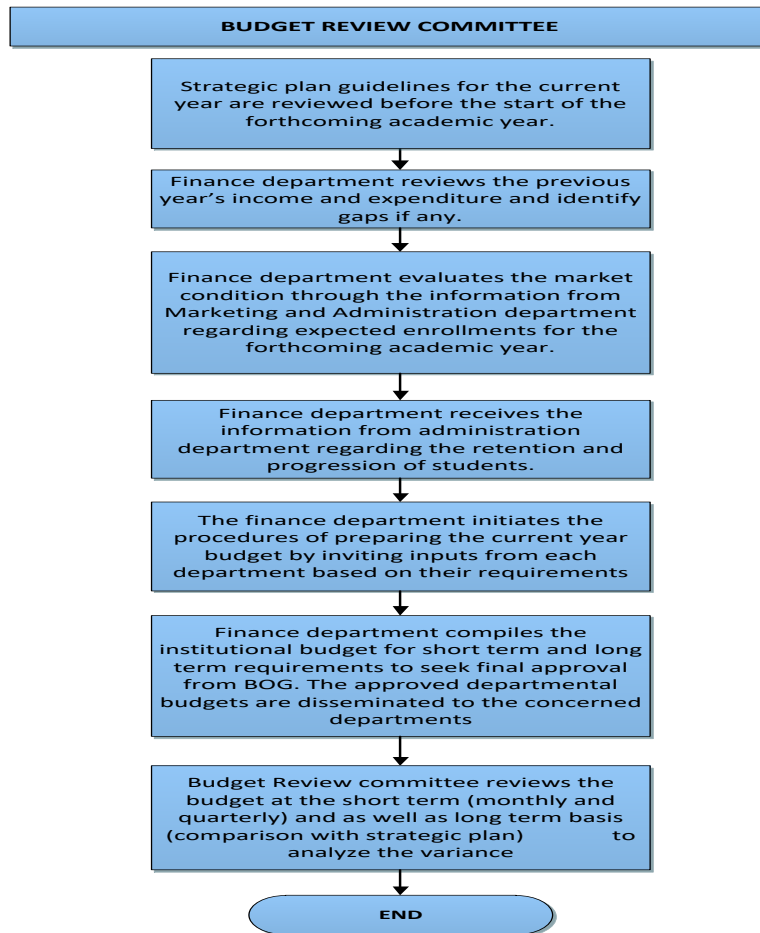 BUDGET REVIEW COMMITTEE
Strategic plan guidelines for the current
year are reviewed before the start of the
forthcoming academic year.
Finance department reviews the previous
year’s income and expenditure and identify
gaps if any.
Finance department evaluates the market
condition through the information from
Marketing and Administration department
regarding expected enrollments for the
forthcoming academic year.
Finance department receives the
information from administration
department regarding the retention and
progression of students.
The finance department initiates the
procedures of preparing the current year
budget by inviting inputs from each
department based on their requirements
Finance department compiles the
institutional budget for short term and long
term requirements to seek final approval
from BOG. The approved departmental
budgets are disseminated to the concerned
departments
Budget Review committee reviews the
budget at the short term (monthly and
quarterly) and as well as long term basis
(comparison with strategic plan) to
analyze the variance
END